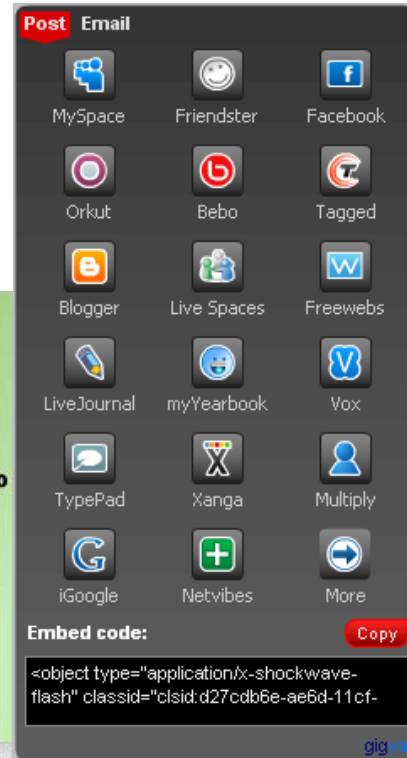 Post Email
MySpace Friendster Facebook
Orkut Bebo Tagged
Blogger Live Spaces Freewebs
LiveJournal myYearbook Vox
TypePad Xanga Multiply
iGoogle Netvibes More
Embed code: Copy
<object type="application/x-shockwave-
flash" classid="clsid:d27cdb6e-ae6d-11cf-